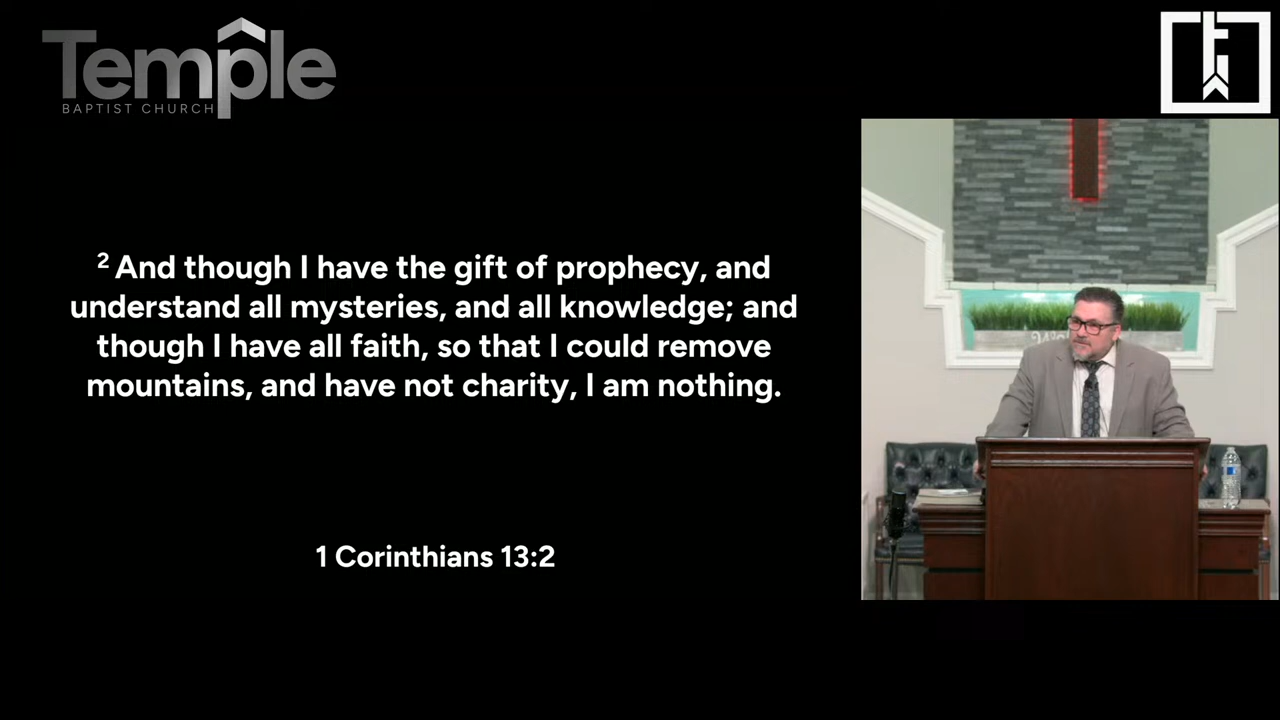 Temple
BAPTIST CHURCH
2 And though I have the gift of prophecy, and
understand all mysteries, and all knowledge; and
though I have all faith, so that I could remove
mountains, and have not charity, I am nothing.
1 Corinthians 13:2